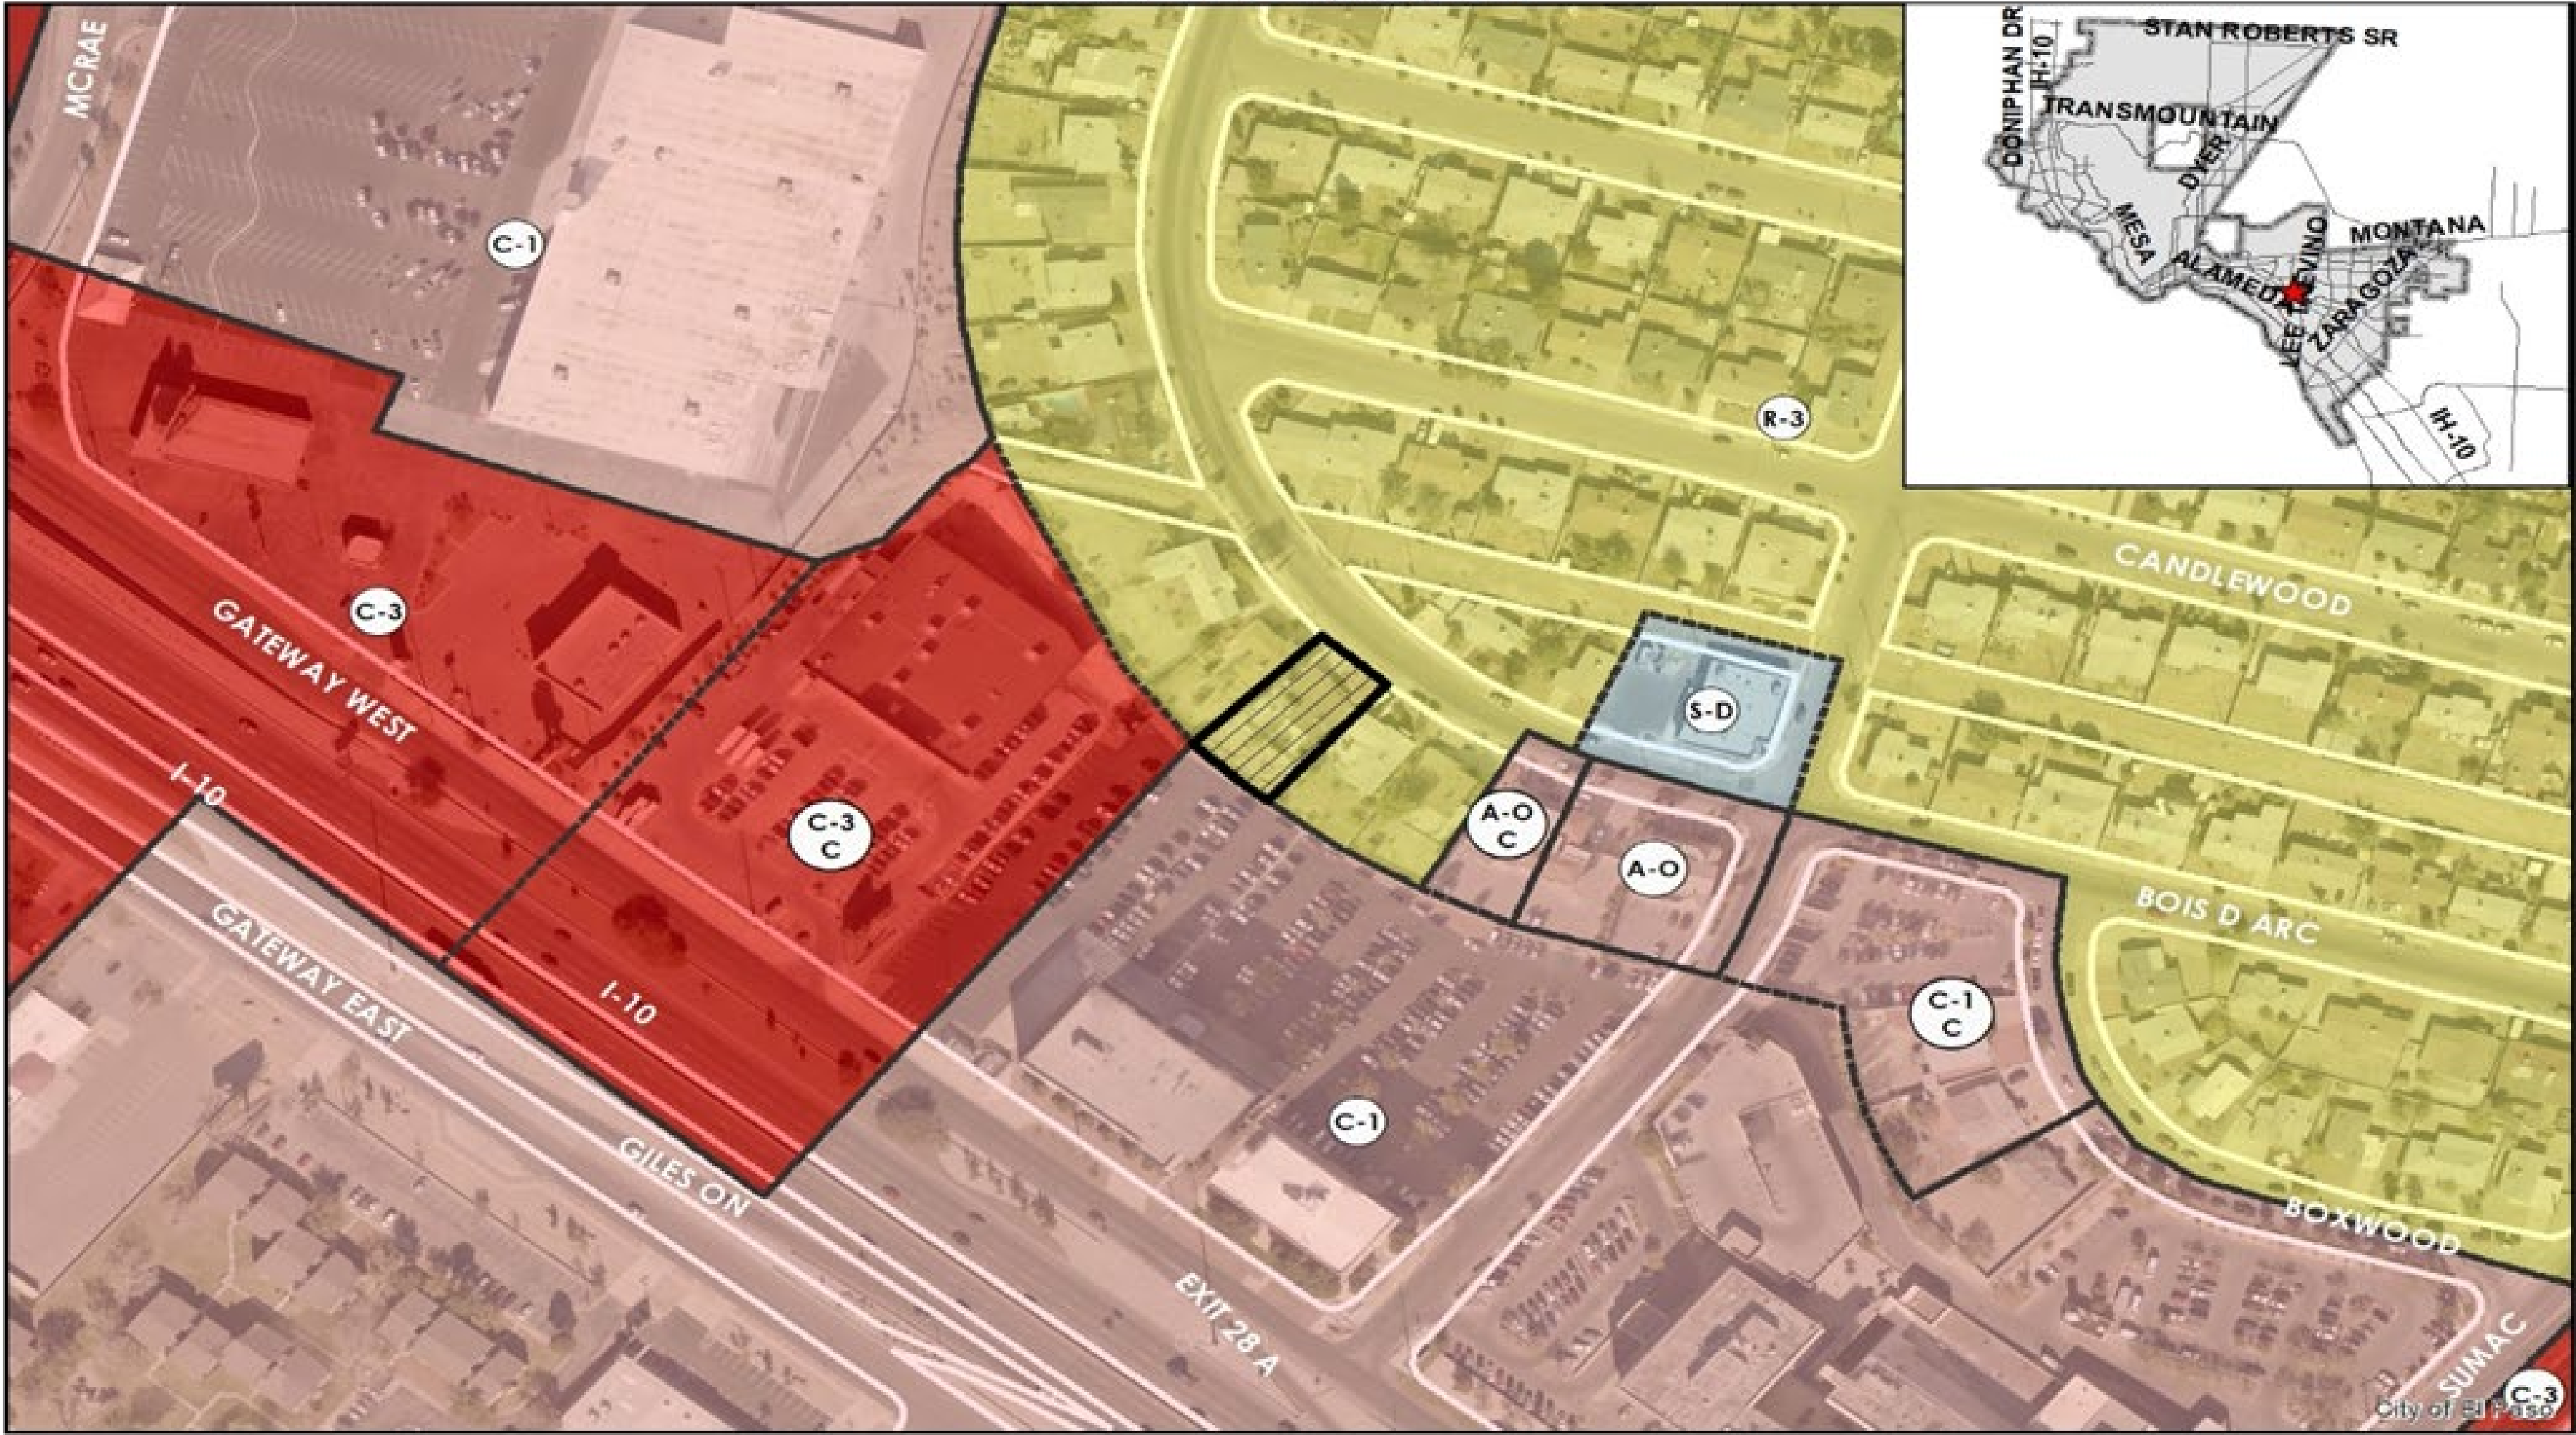 MCRAE
STAN ROBERTS SR
DONIPHAN DR
IH-10
TRANSMOUNTAIN
DYER
MESA
MONTANA
ALAMEDA
LEE TREVINO
ZARAGOZA
IH-10
C-1
R-3
CANDLEWOOD
C-3
GATEWAY WEST
S-D
I-10
C-3
C
A-O
C
A-O
BOIS D ARC
GATEWAY EAST
I-10
C-1
C
C-1
GILES ON
BOXWOOD
EXIT 28 A
SUMAC
C-3
City of El Paso